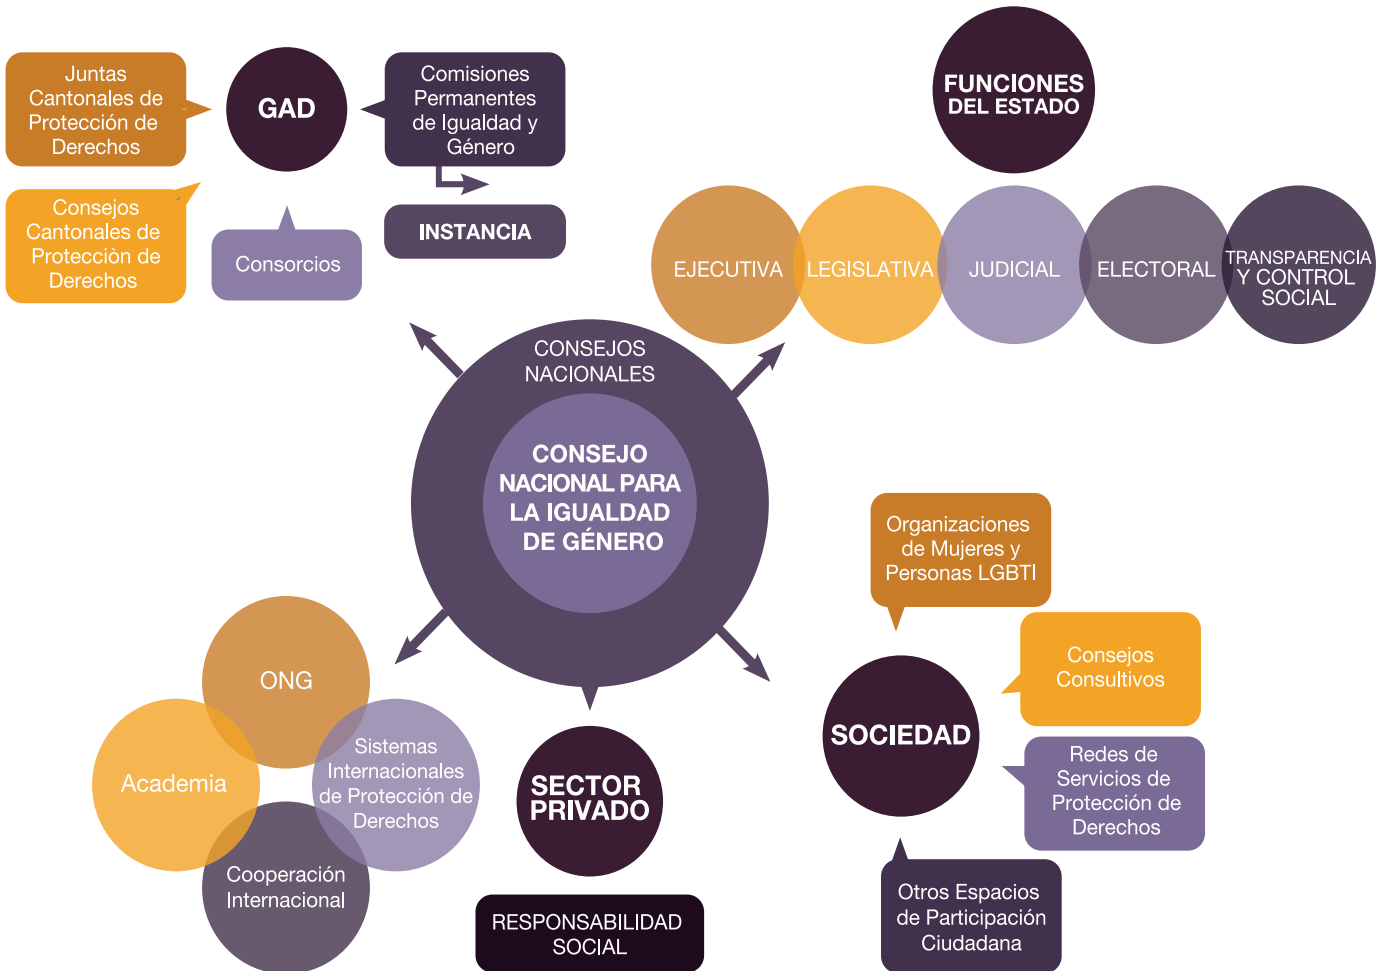 Juntas
Cantonales de
Protección de
Derechos
GAD
Comisiones
Permanentes
de Igualdad y
Género
INSTANCIA
Consejos
Cantonales de
Protecciòn de
Derechos
Consorcios
FUNCIONES
DEL ESTADO
EJECUTIVA
LEGISLATIVA
JUDICIAL
ELECTORAL
TRANSPARENCIA
Y CONTROL
SOCIAL
CONSEJOS
NACIONALES
CONSEJO
NACIONAL PARA
LA IGUALDAD
DE GÉNERO
ONG
Academia
Sistemas
Internacionales
de Protección de
Derechos
Cooperación
Internacional
SECTOR
PRIVADO
RESPONSABILIDAD
SOCIAL
Organizaciones
de Mujeres y
Personas LGBTI
Consejos
Consultivos
SOCIEDAD
Redes de
Servicios de
Protección de
Derechos
Otros Espacios
de Participación
Ciudadana